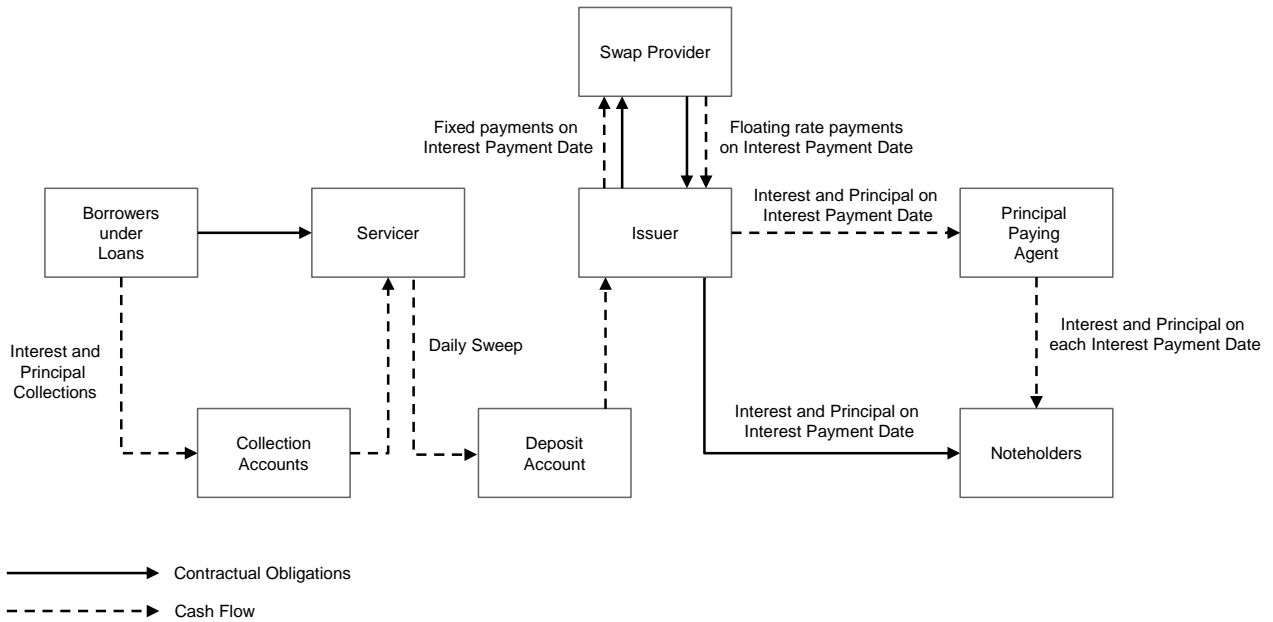 Swap Provider
Fixed payments on
Interest Payment Date
Floating rate payments
on Interest Payment Date
Borrowers
under
Loans
Servicer
Issuer
Interest and Principal on
Interest Payment Date
Principal
Paying
Agent
Interest and
Principal
Collections
Daily Sweep
Interest and Principal on
each Interest Payment Date
Collection
Accounts
Deposit
Account
Interest and Principal on
Interest Payment Date
Noteholders
Contractual Obligations
Cash Flow